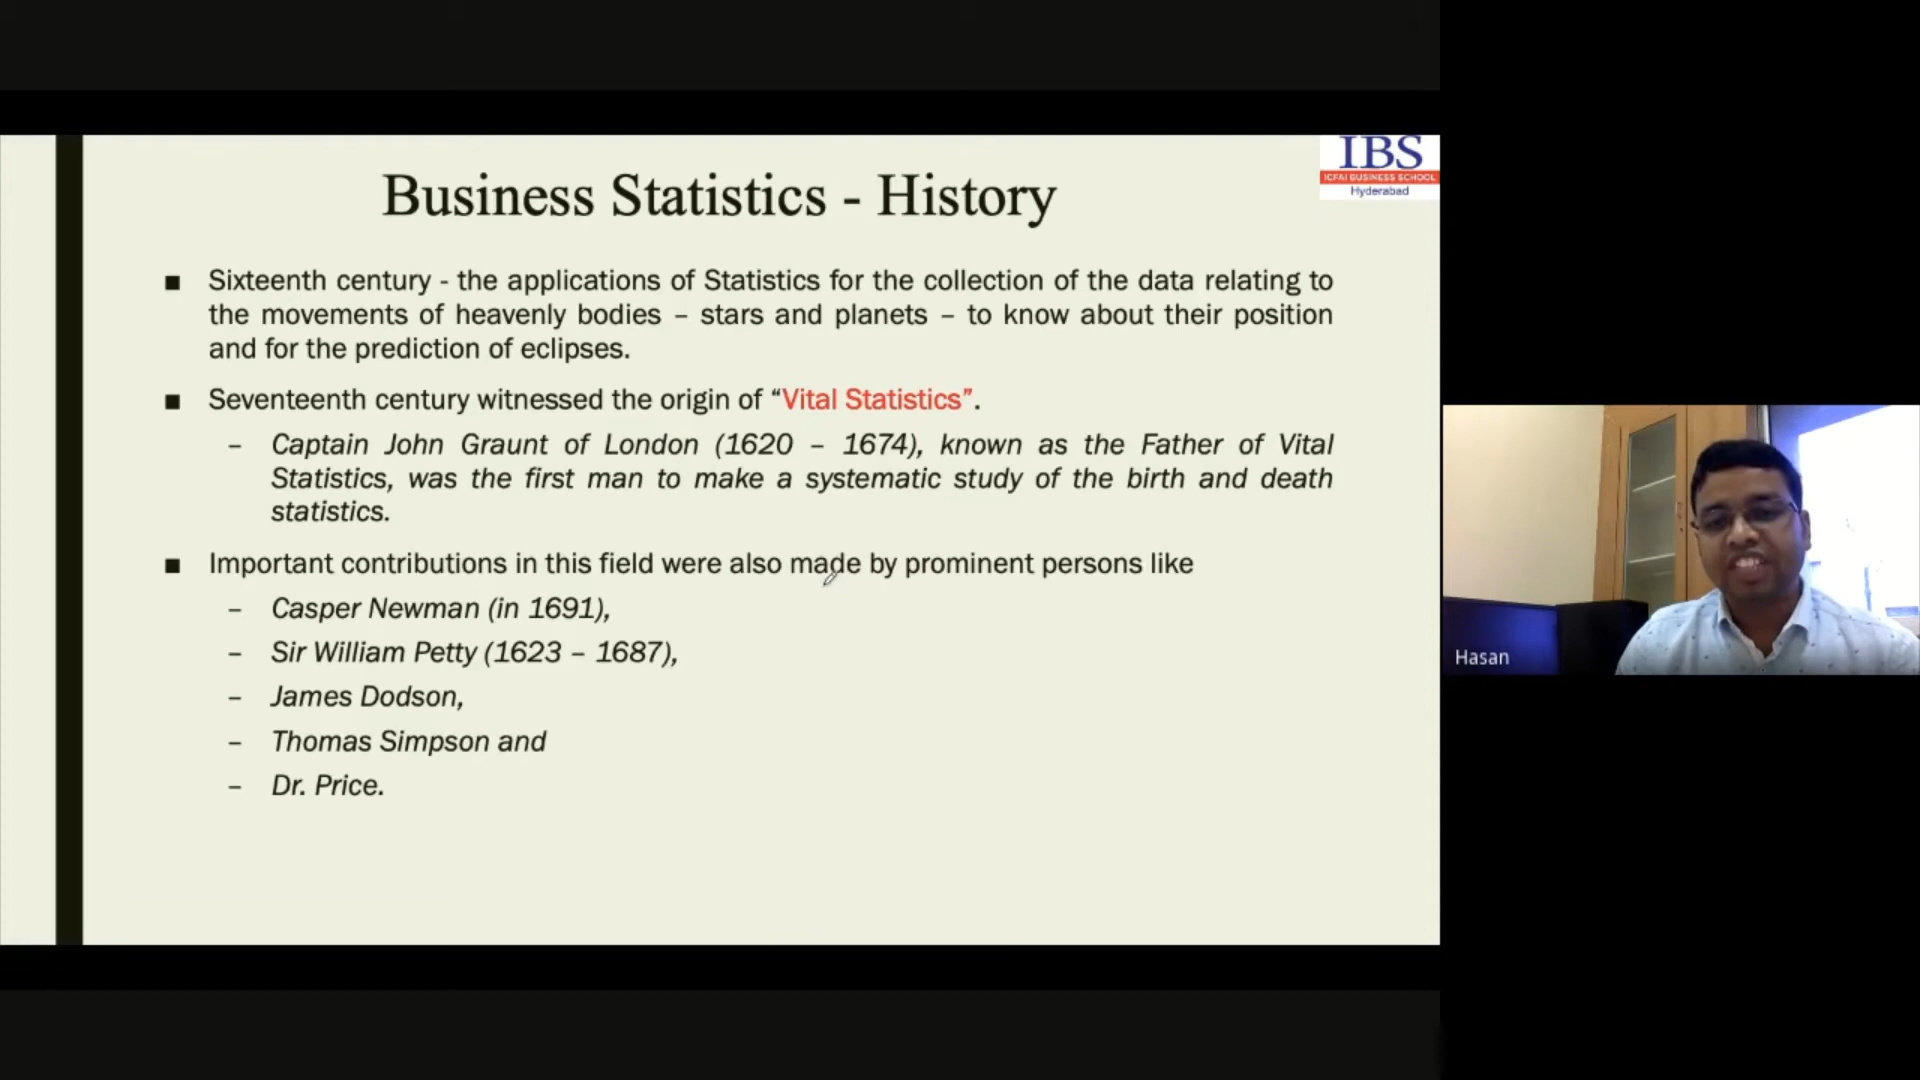 IBS
ICFAI BUSINESS SCHOOL
Hyderabad
Business Statistics - History
■ Sixteenth century - the applications of Statistics for the collection of the data relating to
the movements of heavenly bodies – stars and planets – to know about their position
and for the prediction of eclipses.
■ Seventeenth century witnessed the origin of “Vital Statistics”.
– Captain John Graunt of London (1620 – 1674), known as the Father of Vital
Statistics, was the first man to make a systematic study of the birth and death
statistics.
■ Important contributions in this field were also made by prominent persons like
– Casper Newman (in 1691),
– Sir William Petty (1623 – 1687),
– James Dodson,
– Thomas Simpson and
– Dr. Price.
Hasan